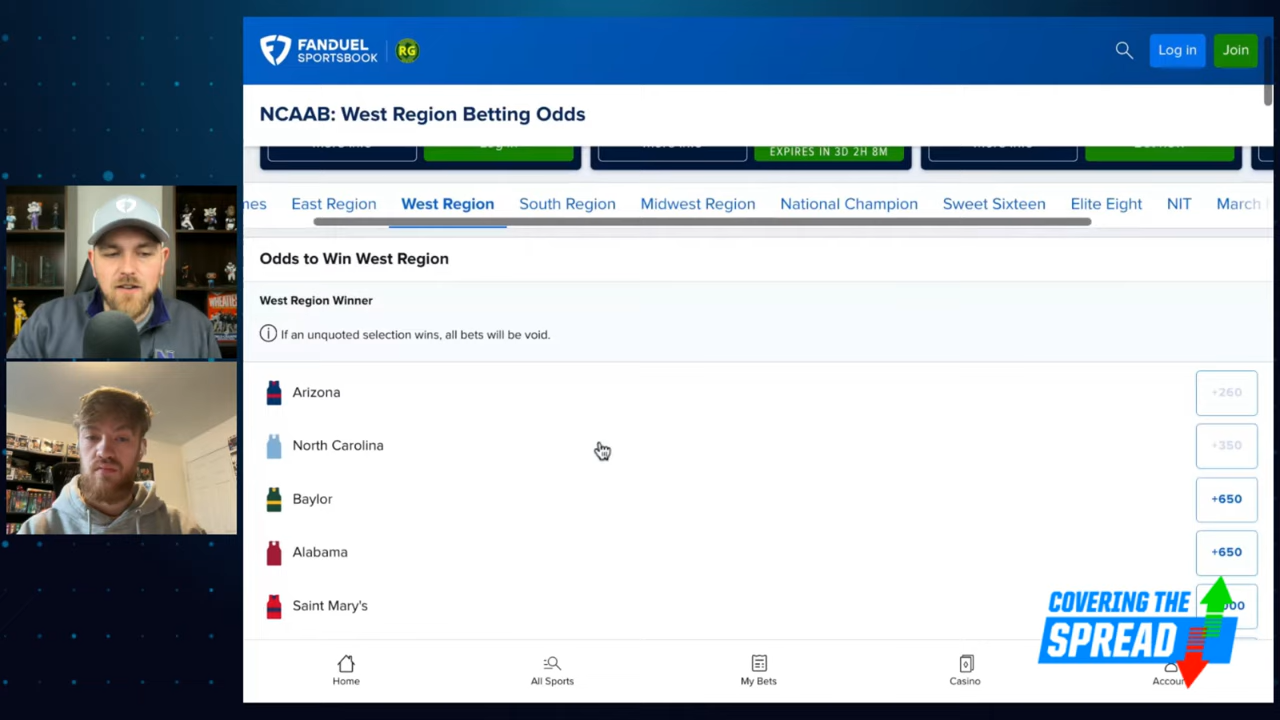 FANDUEL
SPORTSBOOK
RG
Log in
Join
NCAAB: West Region Betting Odds
EXPIRES IN 3D 2H 8M
East Region
West Region
South Region
Midwest Region
National Champion
Sweet Sixteen
Elite Eight
NIT
March
Odds to Win West Region
West Region Winner
If an unquoted selection wins, all bets will be void.
Arizona
+260
North Carolina
+350
Baylor
+650
Alabama
+650
Saint Mary's
COVERING THE
SPREAD
Home
All Sports
My Bets
Casino